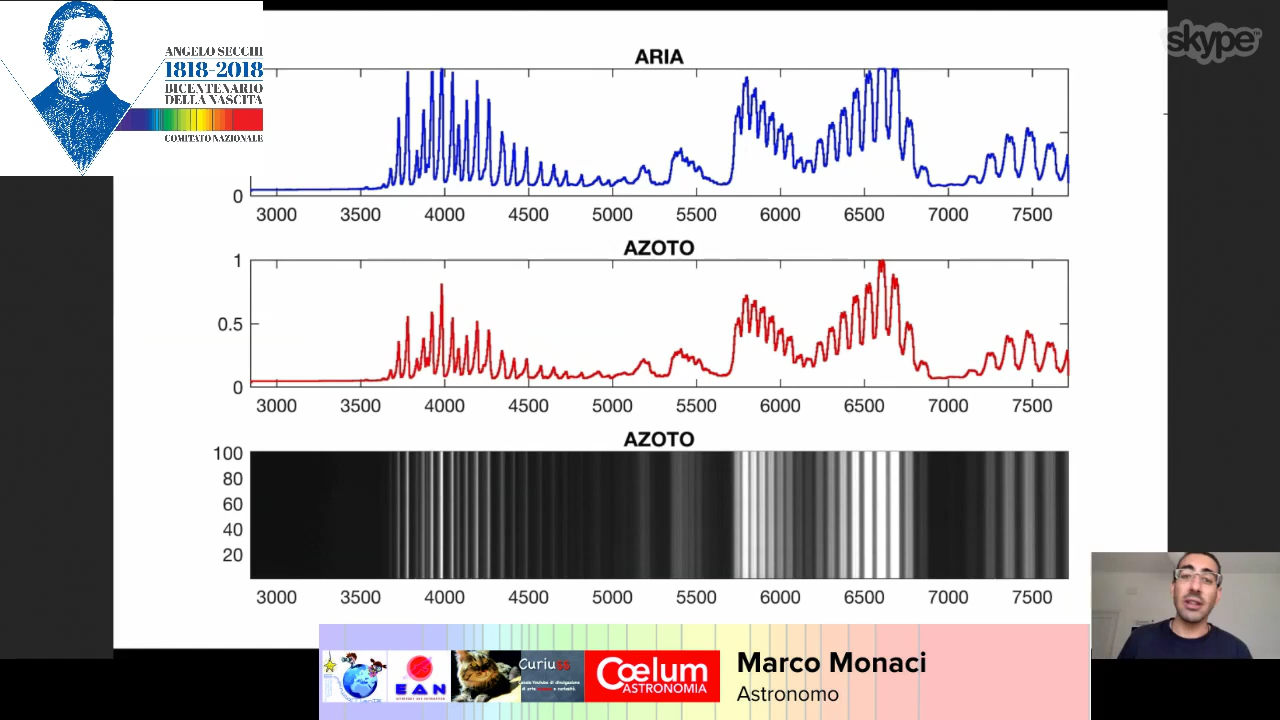 ANGELO SECCHI
1818-2018
BICENTENARIO
DELLA NASCITA
COMITATO NAZIONALE
skype™
ARIA
0
3000 3500 4000 4500 5000 5500 6000 6500 7000 7500
AZOTO
1
0.5
0
3000 3500 4000 4500 5000 5500 6000 6500 7000 7500
AZOTO
100
80
60
40
20
3000 3500 4000 4500 5000 5500 6000 6500 7000 7500
EAN
Curiuss
Coelum
ASTRONOMIA
Marco Monaci
Astronomo